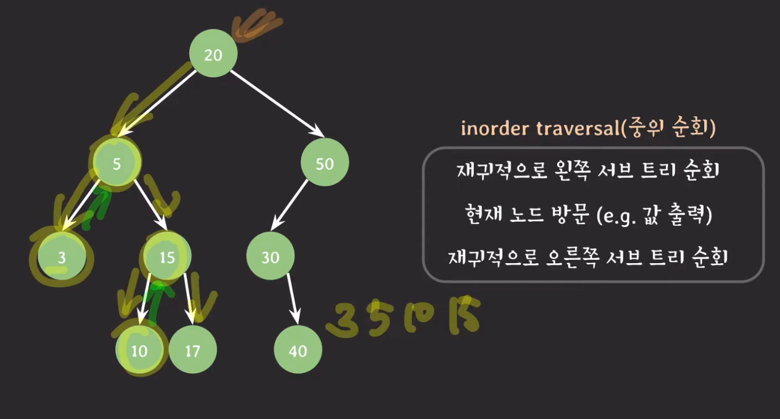 20
inorder traversal(중위 순회)
5
50
재귀적으로 왼쪽 서브 트리 순회
현재 노드 방문 (e.g. 값 출력)
3
15
30
재귀적으로 오른쪽 서브 트리 순회
3 5 10 15
10
17
40